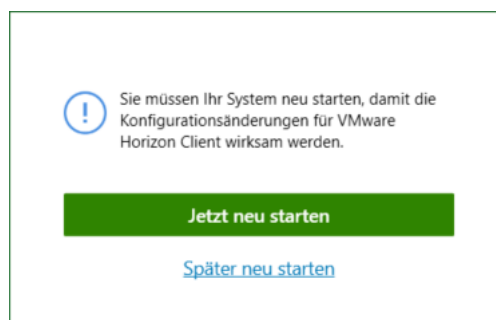 Sie müssen Ihr System neu starten, damit die
Konfigurationsänderungen für VMware
Horizon Client wirksam werden.
Jetzt neu starten
Später neu starten